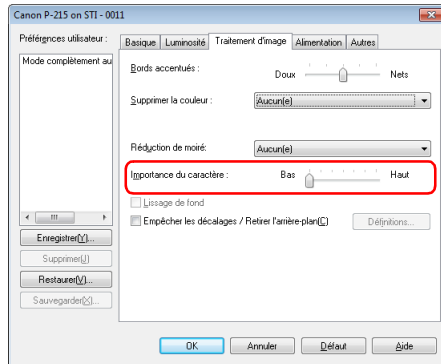 Canon P-215 on STI - 0011
Préférences utilisateur :
Mode complètement au
Enregistrer(Y)...
Supprimer(J)
Restaurer(V)...
Sauvegarder(X)...
Basique Luminosité Traitement d'image Alimentation Autres
Bords accentués : Doux Nets
Supprimer la couleur : Aucun(e)
Réduction de moiré: Aucun(e)
Importance du caractère : Bas Haut
Lissage de fond
Empêcher les décalages / Retirer l'arrière-plan(C) Définitions...
OK Annuler Défaut Aide